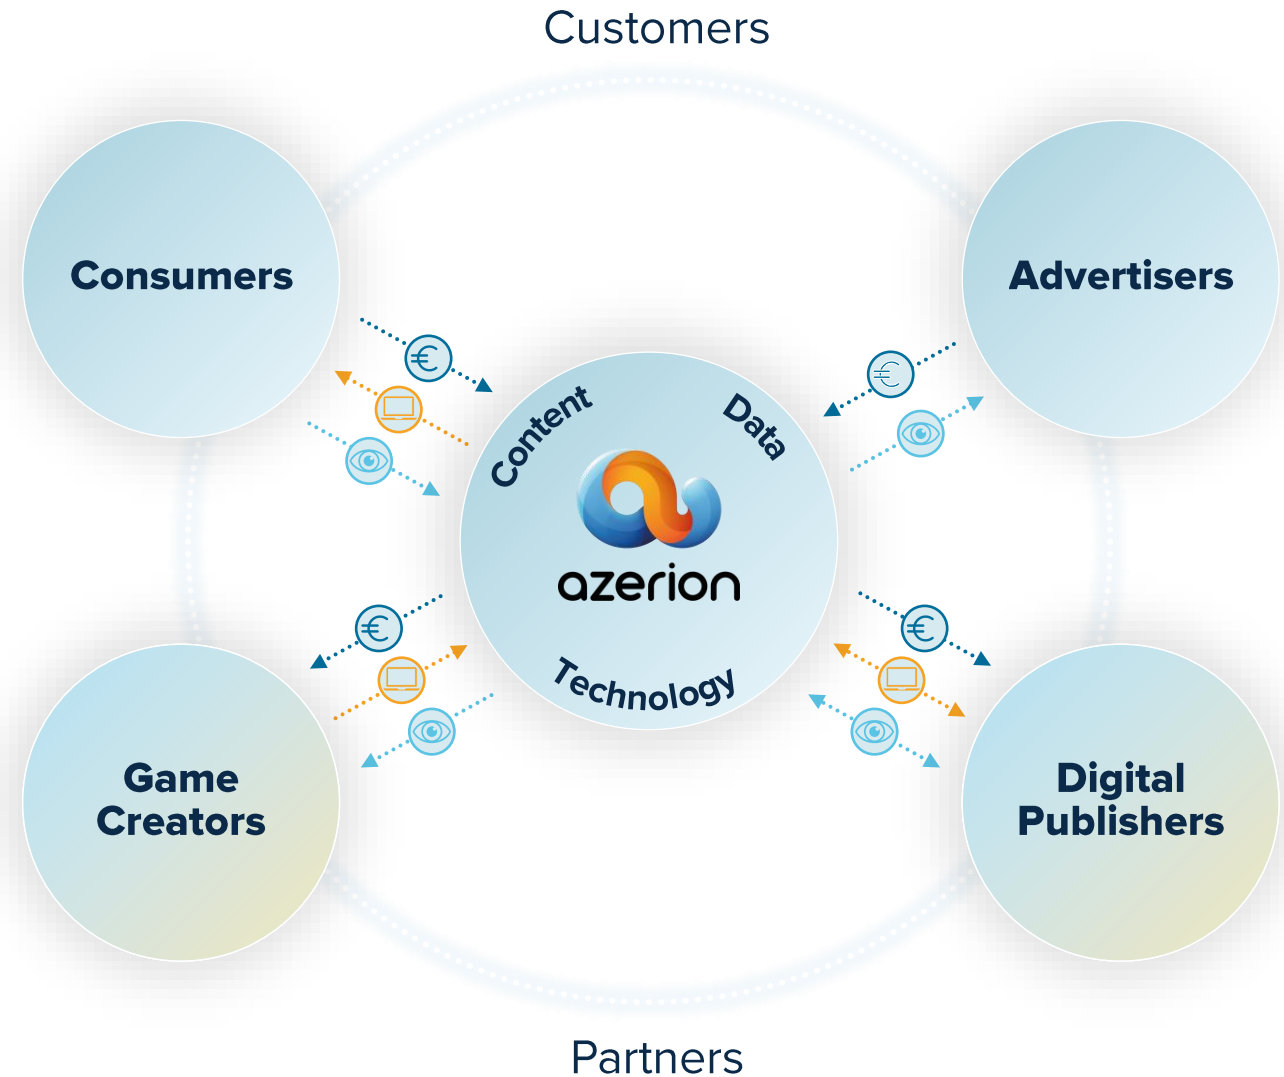 Customers
Consumers
Advertisers
Content
Data
azerion
Technology
Game
Creators
Digital
Publishers
Partners